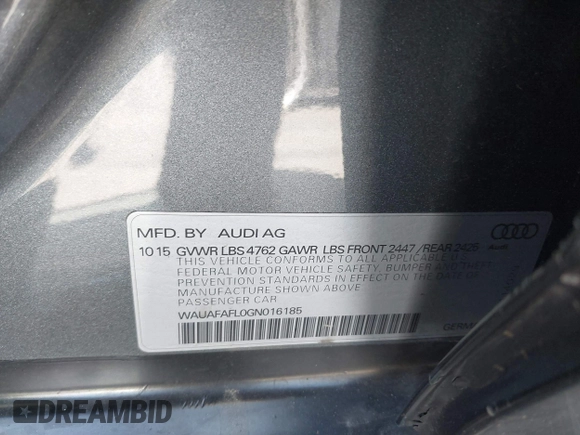 MFD. BY AUDI AG
10 15 GVWR LBS 4762 GAWR LBS FRONT 2447 / REAR 2425
Audi
THIS VEHICLE CONFORMS TO ALL APPLICABLE
FEDERAL MOTOR VEHICLE SAFETY, BUMPER AND THEFT
PREVENTION STANDARDS IN EFFECT ON THE DATE OF
MANUFACTURE SHOWN ABOVE
PASSENGER CAR
WAUAFAFL0GN016185
DREAMBID